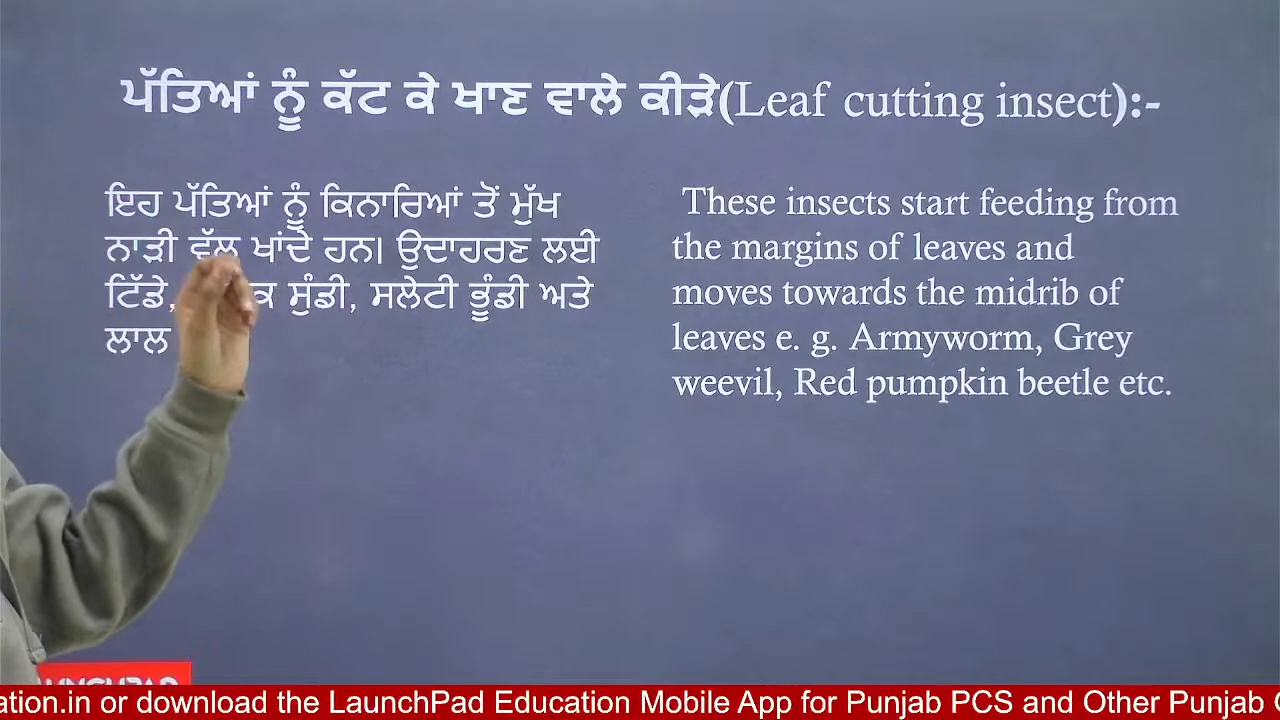 ਪੱਤਿਆਂ ਨੂੰ ਕੱਟ ਕੇ ਖਾਣ ਵਾਲੇ ਕੀੜੇ(Leaf cutting insect):-
ਇਹ ਪੱਤਿਆਂ ਨੂੰ ਕਿਨਾਰਿਆਂ ਤੋਂ ਮੁੱਖ
ਨਾੜੀ ਵੱਲ ਖਾਂਦੇ ਹਨ। ਉਦਾਹਰਣ ਲਈ
ਟਿੱਡੇ, ਸੁੰਡੀ, ਸਲੇਟੀ ਭੂੰਡੀ ਅਤੇ
ਲਾਲ
These insects start feeding from
the margins of leaves and
moves towards the midrib of
leaves e. g. Armyworm, Grey
weevil, Red pumpkin beetle etc.
ation.in or download the LaunchPad Education Mobile App for Punjab PCS and Other Punjab